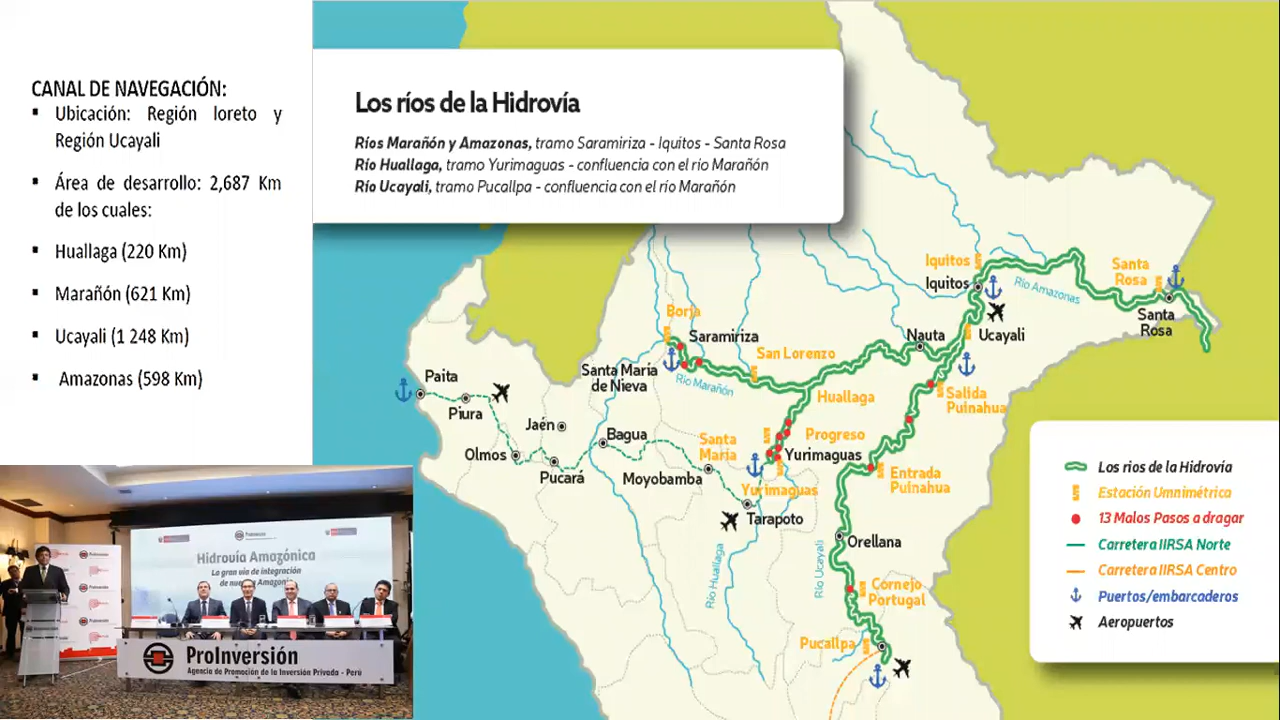 CANAL DE NAVEGACIÓN:
▪ Ubicación: Región loreto y
Región Ucayali
▪ Área de desarrollo: 2,687 Km
de los cuales:
▪ Huallaga (220 Km)
▪ Marañón (621 Km)
▪ Ucayali (1 248 Km)
▪ Amazonas (598 Km)
Los ríos de la Hidrovía
Ríos Marañón y Amazonas, tramo Saramiriza - Iquitos - Santa Rosa
Río Huallaga, tramo Yurimaguas - confluencia con el río Marañón
Río Ucayali, tramo Pucallpa - confluencia con el río Marañón
Iquitos
Iquitos
Río Amazonas
Santa
Rosa
Santa
Rosa
Borja
Saramiriza
San Lorenzo
Nauta
Ucayali
Santa María
de Nieva
Río Marañón
Huallaga
Salida
Puinahua
Paita
Piura
Jaén
Olmos
Pucará
Bagua
Moyobamba
Santa
María
Progreso
Yurimaguas
Yurimaguas
Tarapoto
Entrada
Puinahua
Orellana
Río Huallaga
Río Ucayali
Cornejo
Portugal
Pucallpa
Los rios de la Hidrovía
Estación Umnimétrica
13 Malos Pasos a dragar
Carretera IIRSA Norte
Carretera IIRSA Centro
Puertos/embarcaderos
Aeropuertos
ProInversión
Hidrovía Amazónica
La gran vía de integración
de nuestra Amazonía
ProInversión
Agencia de Promoción de la Inversión Privada - Perú